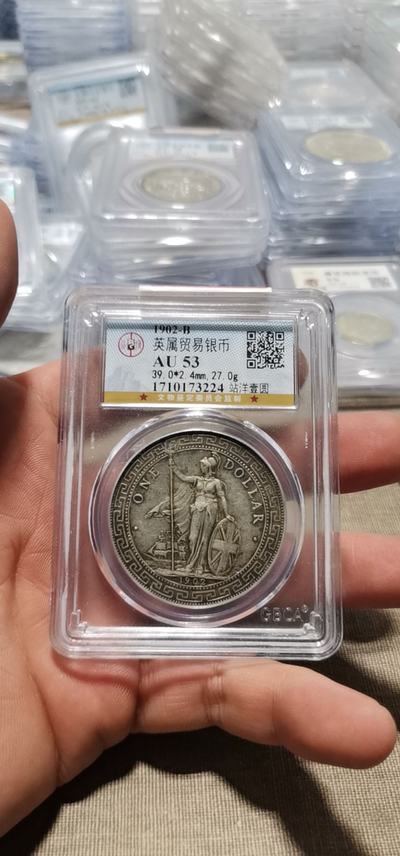 1902-B
英属贸易银币
AU 53
39.0*2.4mm,27.0g
1710173224 站洋壹圆
★ 文物鉴定委员会监制 ★
G
ONE DOLLAR
1902
GBCA®